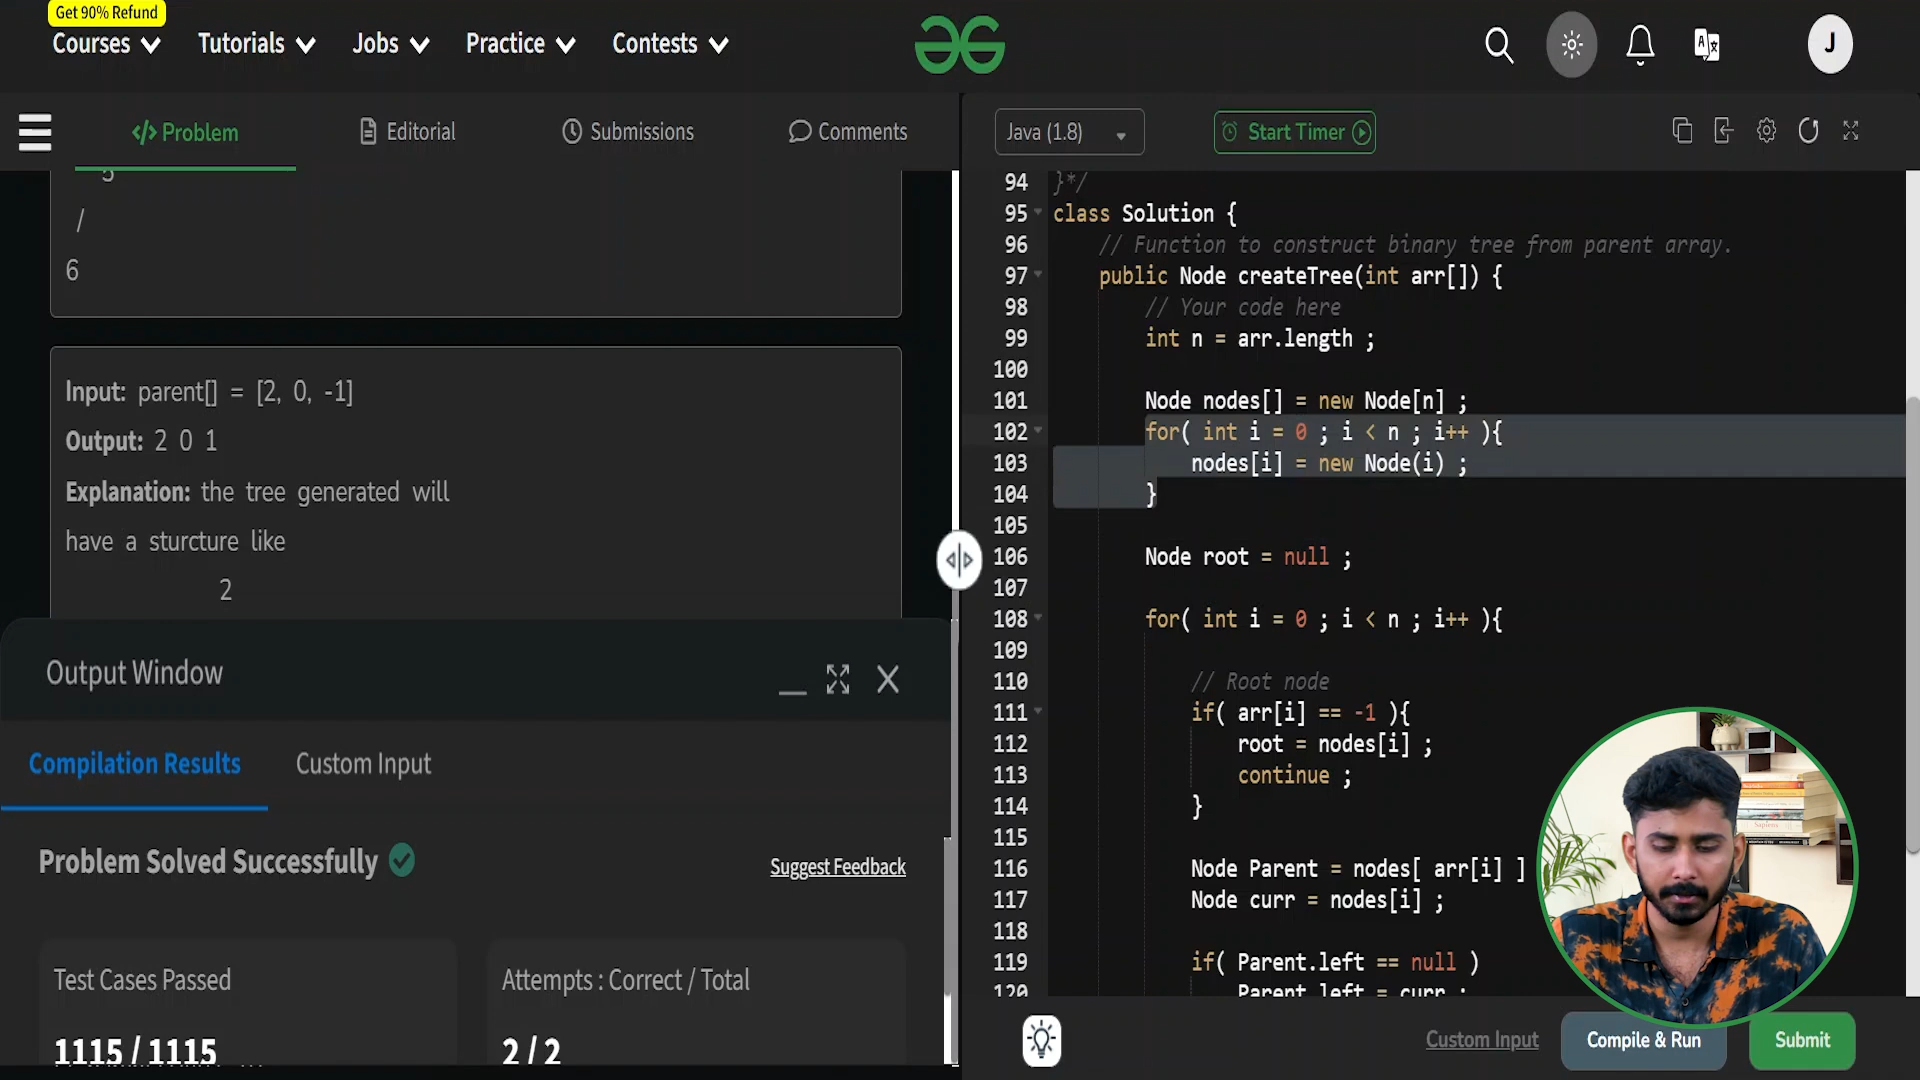 Get 90% Refund
Courses
Tutorials
Jobs
Practice
Contests
J
</> Problem
Editorial
Submissions
Comments
Java (1.8)
Start Timer
5
/
6
Input: parent[] = [2, 0, -1]
Output: 2 0 1
Explanation: the tree generated will
have a sturcture like
2
Output Window
Compilation Results
Custom Input
Problem Solved Successfully
Suggest Feedback
Test Cases Passed
Attempts : Correct / Total
1115 / 1115
2 / 2
94 }*/
95 class Solution {
96 // Function to construct binary tree from parent array.
97 public Node createTree(int arr[]) {
98 // Your code here
99 int n = arr.length ;
100
101 Node nodes[] = new Node[n] ;
102 for( int i = 0 ; i < n ; i++ ){
103 nodes[i] = new Node(i) ;
104 }
105
106 Node root = null ;
107
108 for( int i = 0 ; i < n ; i++ ){
109
110 // Root node
111 if( arr[i] == -1 ){
112 root = nodes[i] ;
113 continue ;
114 }
115
116 Node Parent = nodes[ arr[i] ]
117 Node curr = nodes[i] ;
118
119 if( Parent.left == null )
120 Parent.left = curr ;
Custom Input
Compile & Run
Submit